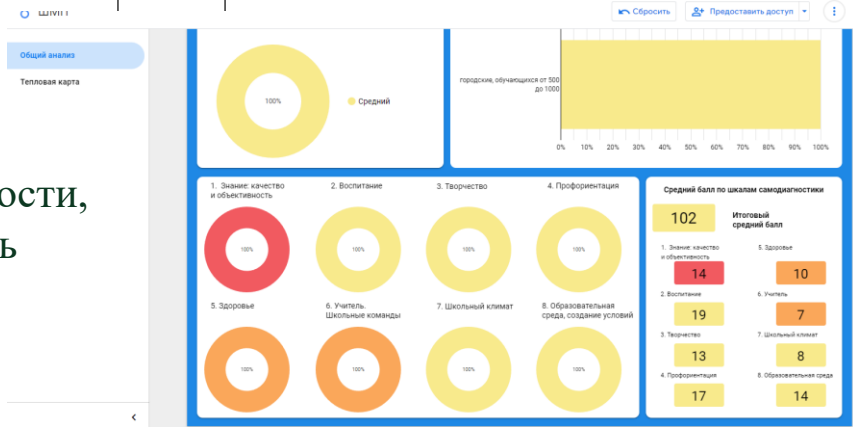 ШМП
Сбросить
Предоставить доступ
Общий анализ
Тепловая карта
ости,
ь
100%
Средний
городские, обучающихся от 500
до 1000
0% 10% 20% 30% 40% 50% 60% 70% 80% 90% 100%
1. Знание: качество
и объективность
2. Воспитание
3. Творчество
4. Профориентация
100% 100% 100% 100%
5. Здоровье
6. Учитель.
Школьные команды
7. Школьный климат
8. Образовательная
среда, создание условий
100% 100% 100% 100%
Средний балл по шкалам самодиагностики
102
Итоговый
средний балл
1. Знание: качество
и объективность
14
5. Здоровье
10
2. Воспитание
19
6. Учитель
7
3. Творчество
13
7. Школьный климат
8
4. Профориентация
17
8. Образовательная среда
14